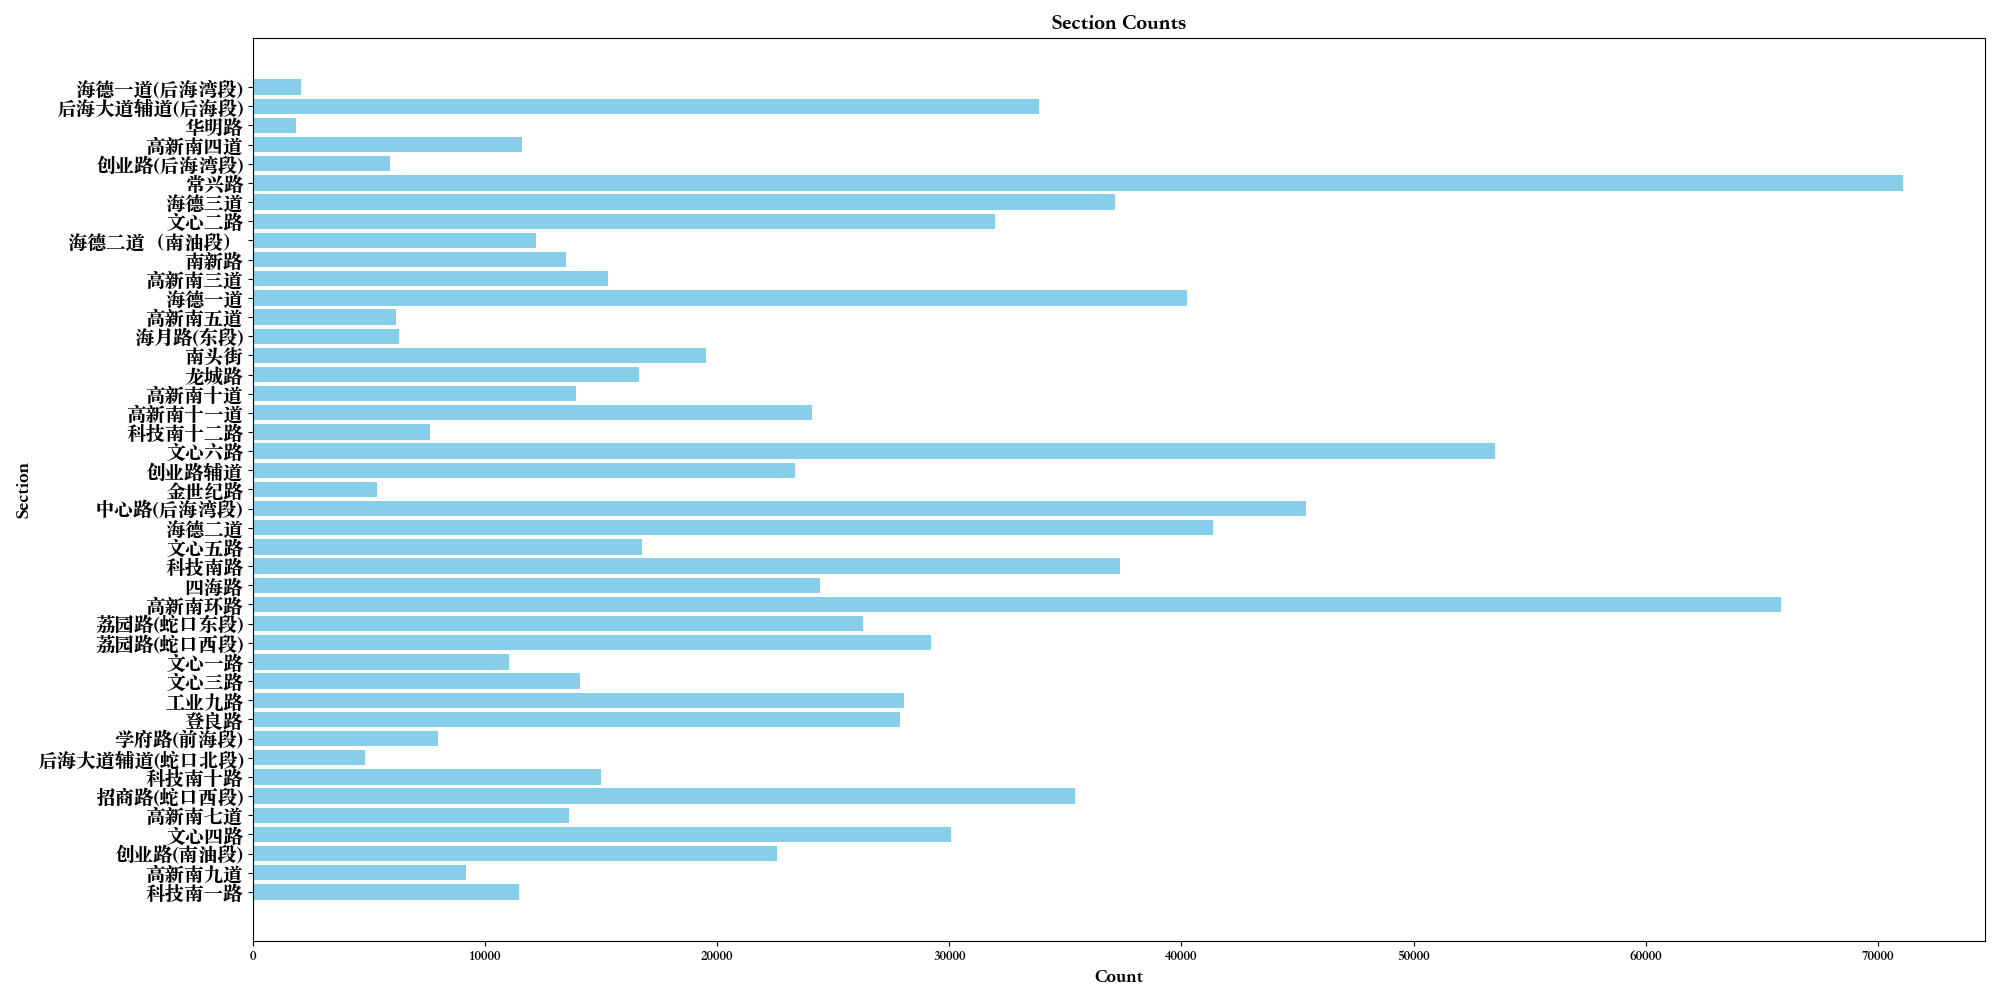 Section Counts
海德一道(后海湾段)
后海大道辅道(后海段)
华明路
高新南四道
创业路(后海湾段)
常兴路
海德三道
文心二路
海德二道（南油段）
南新路
高新南三道
海德一道
高新南五道
海月路(东段)
南头街
龙城路
高新南十道
高新南十一道
科技南十二路
文心六路
创业路辅道
金世纪路
中心路(后海湾段)
海德二道
文心五路
科技南路
四海路
高新南环路
荔园路(蛇口东段)
荔园路(蛇口西段)
文心一路
文心三路
工业九路
登良路
学府路(前海段)
后海大道辅道(蛇口北段)
科技南十路
招商路(蛇口西段)
高新南七道
文心四路
创业路(南油段)
高新南九道
科技南一路
Section
0 10000 20000 30000 40000 50000 60000 70000
Count